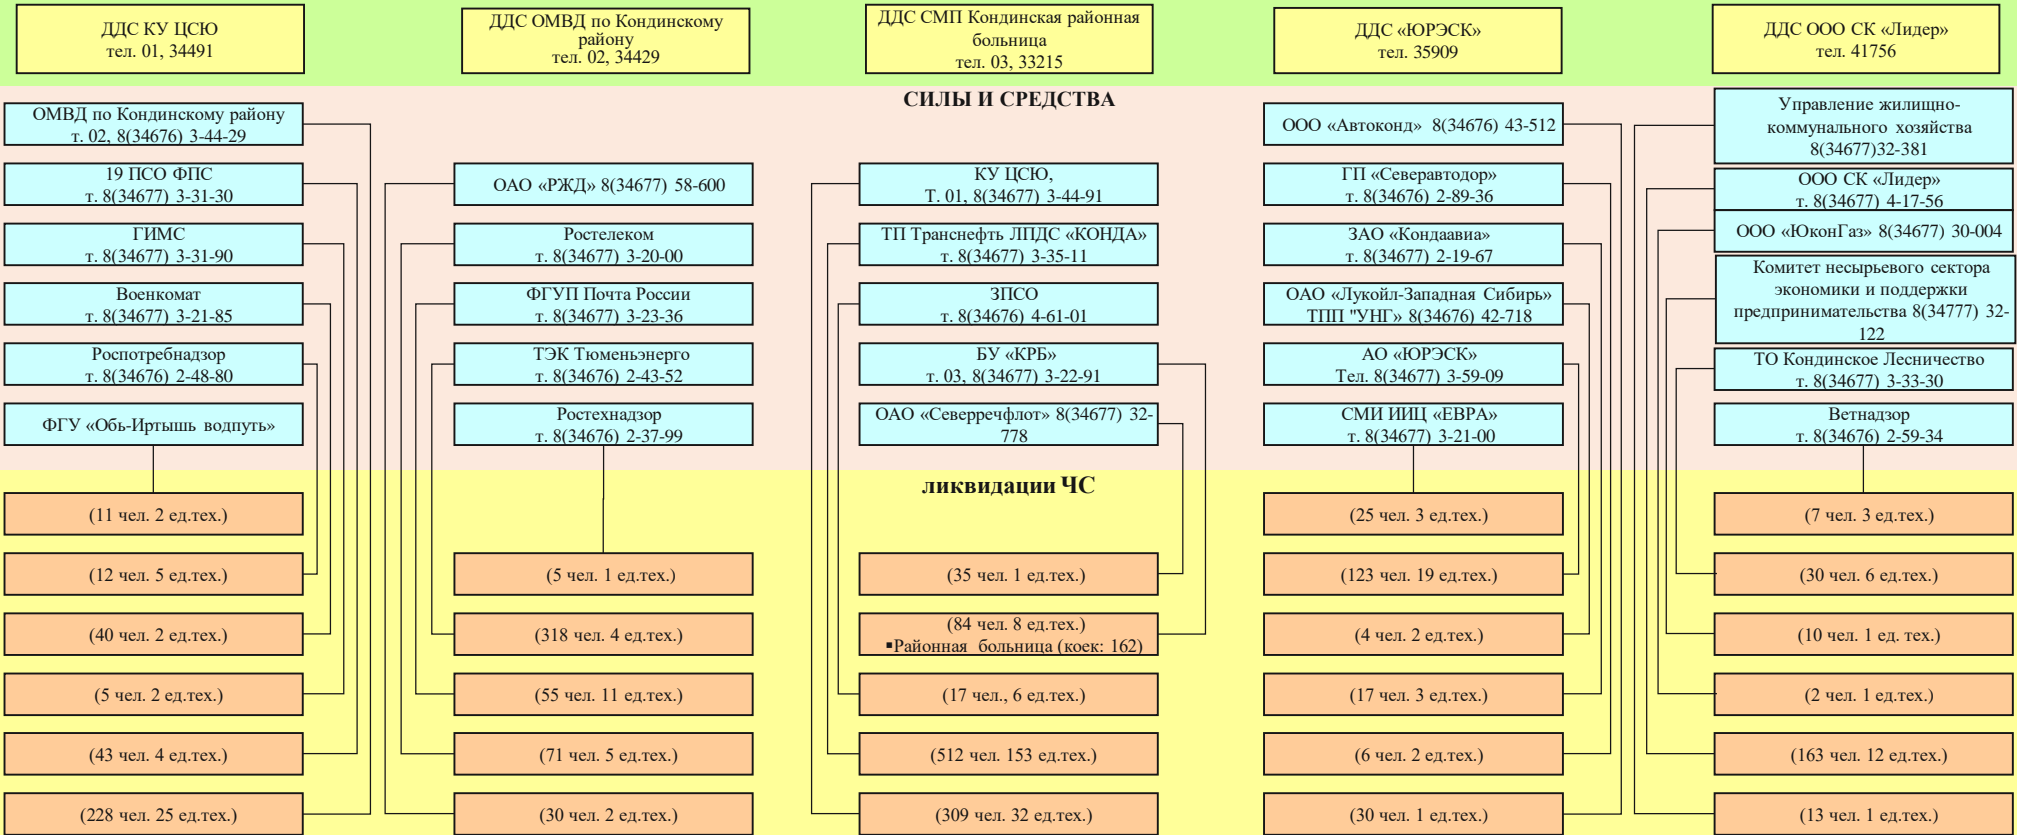 ДДС КУ ЦСЮ
тел. 01, 34491
ДДС ОМВД по Кондинскому
району
тел. 02, 34429
ДДС СМП Кондинская районная
больница
тел. 03, 33215
ДДС «ЮРЭСК»
тел. 35909
ДДС ООО СК «Лидер»
тел. 41756
СИЛЫ И СРЕДСТВА
ОМВД по Кондинскому району
т. 02, 8(34676) 3-44-29
19 ПСО ФПС
т. 8(34677) 3-31-30
ГИМС
т. 8(34677) 3-31-90
Военкомат
т. 8(34677) 3-21-85
Роспотребнадзор
т. 8(34676) 2-48-80
ФГУ «Обь-Иртышь водпуть»
ОАО «РЖД» 8(34677) 58-600
Ростелеком
т. 8(34677) 3-20-00
ФГУП Почта России
т. 8(34677) 3-23-36
ТЭК Тюменьэнерго
т. 8(34676) 2-43-52
Ростехнадзор
т. 8(34676) 2-37-99
КУ ЦСЮ,
Т. 01, 8(34677) 3-44-91
ТП Транснефть ЛПДС «КОНДА»
т. 8(34677) 3-35-11
ЗПСО
т. 8(34676) 4-61-01
БУ «КРБ»
т. 03, 8(34677) 3-22-91
ОАО «Северречфлот» 8(34677) 32-
778
ООО «Автоконд» 8(34676) 43-512
ГП «Северавтодор»
т. 8(34676) 2-89-36
ЗАО «Кондаавиа»
т. 8(34677) 2-19-67
ОАО «Лукойл-Западная Сибирь»
ТПП "УНГ» 8(34676) 42-718
АО «ЮРЭСК»
Тел. 8(34677) 3-59-09
СМИ ИИЦ «ЕВРА»
т. 8(34677) 3-21-00
Управление жилищно-
коммунального хозяйства
8(34677)32-381
ООО СК «Лидер»
т. 8(34677) 4-17-56
ООО «ЮконГаз» 8(34677) 30-004
Комитет несырьевого сектора
экономики и поддержки
предпринимательства 8(34777) 32-
122
ТО Кондинское Лесничество
т. 8(34677) 3-33-30
Ветнадзор
т. 8(34676) 2-59-34
ликвидации ЧС
(11 чел. 2 ед.тех.)
(12 чел. 5 ед.тех.)
(40 чел. 2 ед.тех.)
(5 чел. 2 ед.тех.)
(43 чел. 4 ед.тех.)
(228 чел. 25 ед.тех.)
(5 чел. 1 ед.тех.)
(318 чел. 4 ед.тех.)
(55 чел. 11 ед.тех.)
(71 чел. 5 ед.тех.)
(30 чел. 2 ед.тех.)
(35 чел. 1 ед.тех.)
(84 чел. 8 ед.тех.)
▪Районная больница (коек: 162)
(17 чел., 6 ед.тех.)
(512 чел. 153 ед.тех.)
(309 чел. 32 ед.тех.)
(25 чел. 3 ед.тех.)
(123 чел. 19 ед.тех.)
(4 чел. 2 ед.тех.)
(17 чел. 3 ед.тех.)
(6 чел. 2 ед.тех.)
(30 чел. 1 ед.тех.)
(7 чел. 3 ед.тех.)
(30 чел. 6 ед.тех.)
(10 чел. 1 ед. тех.)
(2 чел. 1 ед.тех.)
(163 чел. 12 ед.тех.)
(13 чел. 1 ед.тех.)